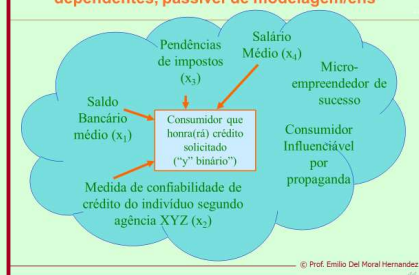 dependentes, passível de modelagem/ens
Pendências
de impostos
(x₃)
Salário
Médio (x₄)
Micro-
empreendedor de
sucesso
Saldo
Bancário
médio (x₁)
Consumidor que
honra(rá) crédito
solicitado
("y" binário")
Consumidor
Influenciável
por
propaganda
Medida de confiabilidade de
crédito do indivíduo segundo
agência XYZ (x₂)
© Prof. Emilio Del Moral Hernandez